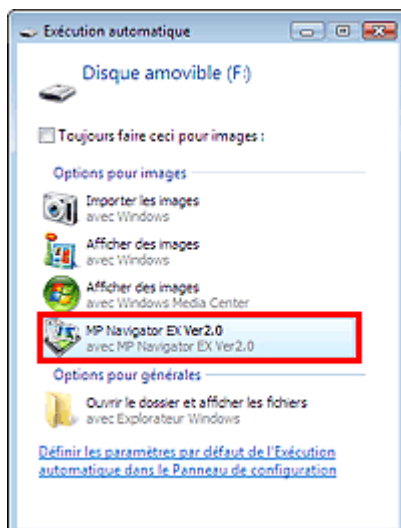 Exécution automatique
Disque amovible (F:)
Toujours faire ceci pour images :
Options pour images
Importer les images
avec Windows
Afficher des images
avec Windows
Afficher des images
avec Windows Media Center
MP Navigator EX Ver2.0
avec MP Navigator EX Ver2.0
Options pour générales
Ouvrir le dossier et afficher les fichiers
avec Explorateur Windows
Définir les paramètres par défaut de l'Exécution
automatique dans le Panneau de configuration